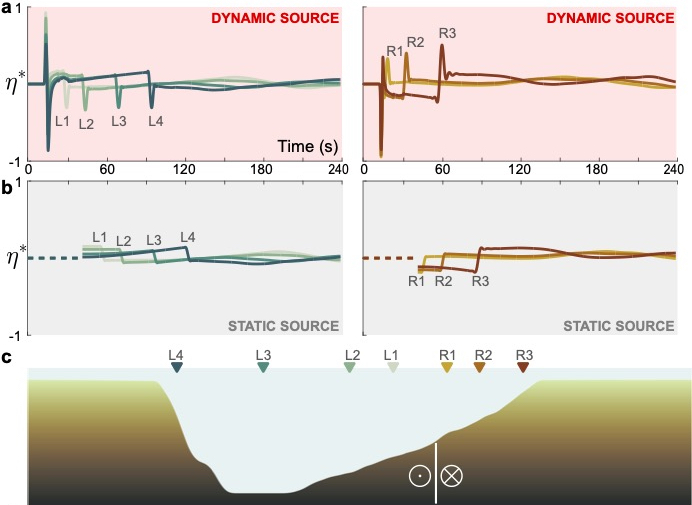 a
1
DYNAMIC SOURCE
DYNAMIC SOURCE
η*
L1 L2 L3 L4
R1 R2 R3
Time (s)
-1
0 60 120 180 240
0 60 120 180 240
b
1
L1 L2 L3 L4
η*
R1 R2 R3
STATIC SOURCE
STATIC SOURCE
-1
c
L4 L3 L2 L1 R1 R2 R3